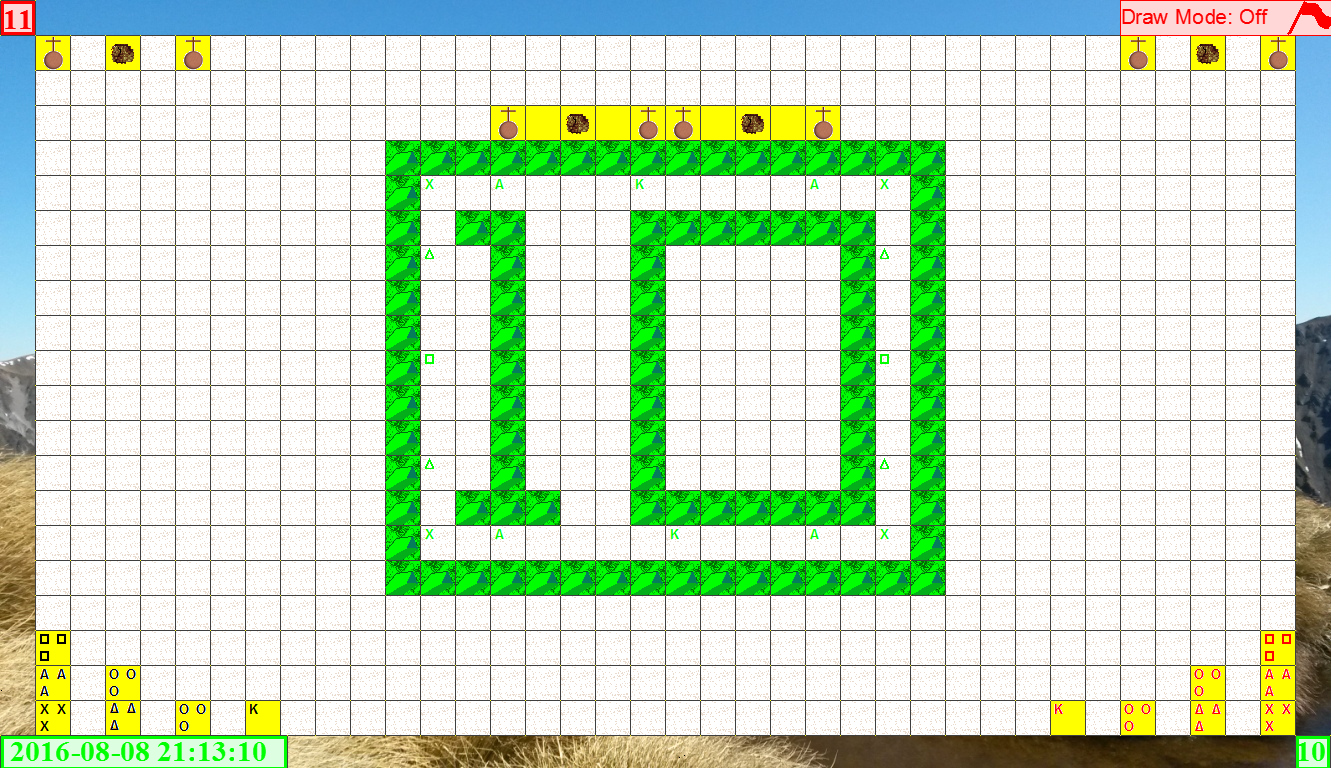 11
Draw Mode: Off
X A K A X
Δ Δ
Δ Δ
X A K A X
A A O O O O A A
A O O A
X X Δ Δ O O K K O O Δ Δ X X
X Δ O O Δ X
2016-08-08 21:13:10
10